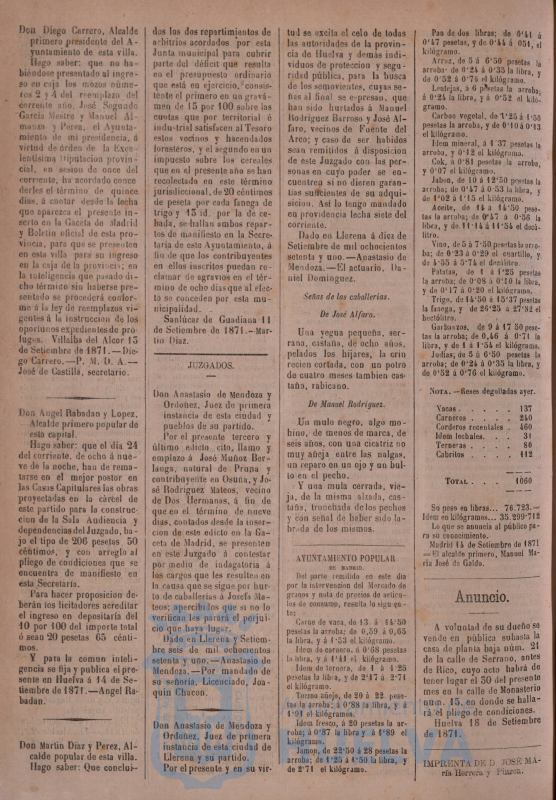 Don Diego Carrero, Alcalde
primero presidente del A-
yuntamiento de esta villa.
Hago saber: que no ha-
biéndose presentado al ingre-
so en caja los mozos números
2 y 4 del reemplazo del
corriente año, José Segundo
García Mestre y Manuel Al-
manza y Perez, el Ayunta-
miento de mi presidencia, á
virtud de órden de la Exce-
lentísima Diputacion provin-
cial, en sesion de once del
corriente, ha acordado conce-
derles el término de quince
dias, á contar desde la fecha
que aparezca el presente in-
certo en la Gaceta de Madrid
y Boletin oficial de esta pro-
vincia, para que se presenten
en esta villa para su ingreso
en la caja de la provincia; en
la inteligencia que pasado di-
cho término sin haberse pre-
sentado se procederá confor-
me á la ley de reemplazos vi-
gentes á la instruccion de los
oportunos expedientes de pró-
fugos. Villalba del Alcor 13
de Setiembre de 1871.—Die-
go Carrero.—P. M. D. A.—
José de Castilla, secretario.
Don Angel Rabadan y Lopez,
Alcalde primero popular de
esta capital.
Hago saber: que el dia 24
del corriente, de ocho á nue-
ve de la noche, han de rema-
tarse en el mejor postor en
las Casas Capitulares las obras
proyectadas en la cárcel de
este partido para la construc-
cion de la Sala Audiencia y
dependencias del Juzgado, ba-
jo el tipo de 206 pesetas 50
céntimos, y con arreglo al
pliego de condiciones que se
encuentra de manifiesto en
esta Secretaría.
Para hacer proposicion de-
berán los licitadores acreditar
el ingreso en depositaría del
10 por 100 del importe total
ó sean 20 pesetas 65 cénti-
mos.
Y para la comun inteligen-
cia se fija y publica el pre-
sente en Huelva á 14 de Se-
tiembre de 1871.—Angel Ra-
badan.
Don Martin Diaz y Perez, Al-
calde popular de esta villa.
Hago saber: Que conclui-
dos los dos repartimientos de
arbitrios acordados por esta
Junta municipal para cubrir
parte del déficit que resulta
en el presupuesto ordinario
que está en ejercicio, consis-
tente el primero en un gravá-
men de 15 por 100 sobre las
cuotas que por territorial é
industrial satisfacen al Tesoro
estos vecinos y hacendados
forasteros, y el segundo en un
impuesto sobre los cereales
que en el presente año se han
recolectado en este término
jurisdiccional, de 20 céntimos
de peseta por cada fanega de
trigo y 15 id. por la de ceba-
da, se hallan ambos reparti-
dos de manifiesto en la Secreta-
ría de este Ayuntamiento, á
fin de que los contribuyentes
en ellos inscritos puedan re-
clamar de agravios en el tér-
mino de ocho dias que al efec-
to se conceden por esta mu-
nicipalidad.
Sanlúcar de Guadiana 11
de Setiembre de 1871.—Mar-
tin Diaz.
JUZGADOS.
Don Anastasio de Mendoza y
Ordoñez, Juez de primera
instancia de esta ciudad y
pueblos de su partido.
Por el presente tercero y
último edicto, cito, llamo y
emplazo á José Muñoz Ber-
langa, natural de Pruna y
contribuyente en Osuna, y Jo-
sé Rodriguez Mateos, vecino
de Dos Hermanas, á fin de
que en el término de nueve
dias, contados desde la inser-
cion de este edicto en la Ga-
ceta de Madrid, se presenten
en este Juzgado á contestar
por medio de indagatoria á
los cargos que les resulten en
la causa que se sigue por hur-
to de caballerías á Josefa Ma-
teos; apercibidos que si no lo
verifican les parará el perjui-
cio que haya lugar.
Dado en Llerena y Setiem-
bre seis de mil ochocientos
setenta y uno.—Anastasio de
Mendoza.—Por mandado de
su señoría, Licenciado, Joa-
quin Chacon.
Don Anastasio de Mendoza y
Ordoñez, Juez de primera
instancia de esta ciudad de
Llerena y su partido.
Por el presente y en su vir-
tud se excita el celo de todas
las autoridades de la provin-
cia de Huelva y demás indi-
viduos de proteccion y segu-
ridad pública, para la busca
de los somovientes, cuyas se-
ñas al final se expresan, que
han sido hurtados á Manuel
Rodriguez Barroso y José Al-
faro, vecinos de Fuente del
Arco; y caso de ser habidos
sean remitidos á disposicion
de este Juzgado con las per-
sonas en cuyo poder se en-
cuentren si no dieren garan-
tías suficientes de su adqui-
sicion. Así lo tengo mandado
en providencia fecha siete del
corriente.
Dado en Llerena á diez de
Setiembre de mil ochocientos
setenta y uno.—Anastasio de
Mendoza.—El actuario, Da-
niel Dominguez.
Señas de las caballerías.
De José Alfaro.
Una yegua pequeña, ser-
rana, castaña, de ocho años,
pelados los hijares, la crin
recien cortada, con un potro
de cuatro meses tambien cas-
taño, rabicano.
De Manuel Rodriguez.
Un mulo negro, algo mo-
hino, de menos de marca, de
seis años, con una cicatriz no
muy añeja entre las nalgas,
un reparo en un ojo y un bul-
to en el pecho.
Y una mula cerrada, vie-
ja, de la misma alzada, cas-
taña, tronchada de los pechos
y con señal de haber sido la-
brada de los mismos.
AYUNTAMIENTO POPULAR
DE MADRID.
Del parte remitido en este dia
por la intervencion del Mercado de
granos y nota de precios de artícu-
los de consumo, resulta lo siguien-
te:
Carne de vaca, de 13 á 14'50
pesetas la arroba; de 0'59 á 0'65
la libra, y á 1'53 el kilógramo.
Idem de carnero, á 0'68 pesetas
la libra, y á 1'41 el kilógramo.
Idem de ternera, de 1 á 1'25
pesetas la libra, y de 2'17 á 2'71
el kilógramo.
Tocino añejo, de 20 á 22 pese-
tas la arroba; á 0'88 la libra, y á
1'91 el kilógramo.
Idem fresco, á 20 pesetas la ar-
roba; á 0'87 la libra y á 1'89 el
kilógramo.
Jamon, de 22'50 á 28 pesetas la
arroba; de 1'25 á 1'50 la libra, y
de 2'71 el kilógramo.
Pan de dos libras; de 0'41 á
0'47 pesetas, y de 0'44 á 0'51, el
kilógramo.
Arroz, de 5 á 6'50 pesetas la
arroba; de 0'24 á 0'35 la libra, y
de 0'52 á 0'76 el kilógramo.
Lentejas, á 6 pesetas la arroba;
á 0'24 la libra, y á 0'52 el kiló-
gramo.
Carbon vegetal, de 1'25 á 1'58
pesetas la arroba, y de 0'10 á 0'13
el kilógramo.
Idem mineral, á 1'37 pesetas la
arroba, y 0'12 el kilógramo.
Cok, á 0'81 pesetas la arroba,
y 0'07 el kilógramo.
Jabon, de 10 á 12'50 pesetas la
arroba; de 0'47 á 0'53 la libra, y
de 1'02 á 1'15 el kilógramo.
Aceite, de 14 á 14'50 pese-
tas la arroba; de 0'47 á 0'56 la
libra, y de 11'14 á 11'54 el decá-
litro.
Vino, de 5 á 7'50 pesetas la arro-
ba; de 0'23 á 0'29 el cuartillo, y
de 4'55 á 5'74 el decálitro.
Patatas, de 1 á 1'25 pesetas
la arroba; de 0'08 á 0'10 la libra,
y de 0'17 á 0'20 el kilógramo.
Trigo, de 14'50 á 15'37 pesetas
la fanega, y de 26'25 á 27'82 el
hectólitro.
Garbanzos, de 9 á 17'50 pese-
tas la arroba; de 0,46 á 0'71 la
libra, y de 1 á 1'54 el kilógramo.
Judías, de 5 á 6'50 pesetas la
arroba; de 0'24 á 0'35 la libra, y
de 0'52 á 0'76 el kilógramo.
NOTA.—Reses degolladas ayer.
Vacas . . . . . 137
Carneros . . . . 240
Corderos recentales . 460
Idem lechales . . . 31
Terneras . . . . 80
Cabritos . . . . 112
TOTAL . . . . 1060
Su peso en libras... 76.723.—
Idem en kilógramos... 35.299'712
Lo que se anuncia al público pa-
ra su conocimiento.
Madrid 14 de Setiembre de 1871
—El alcalde primero, Manuel Ma-
ría José de Galdo.
Anuncio.
A voluntad de su dueño se
vende en pública subasta la
casa de planta baja núm. 21
de la calle de Serrano, antes
de Rico, cuyo acto habrá de
tener lugar el 30 del presente
mes en la calle de Monasterio
núm. 15, en donde se halla-
rá el pliego de condiciones.
Huelva 18 de Setiembre
de 1871.
IMPRENTA DE D. JOSÉ MA-
ría Herrera y Pinzon.